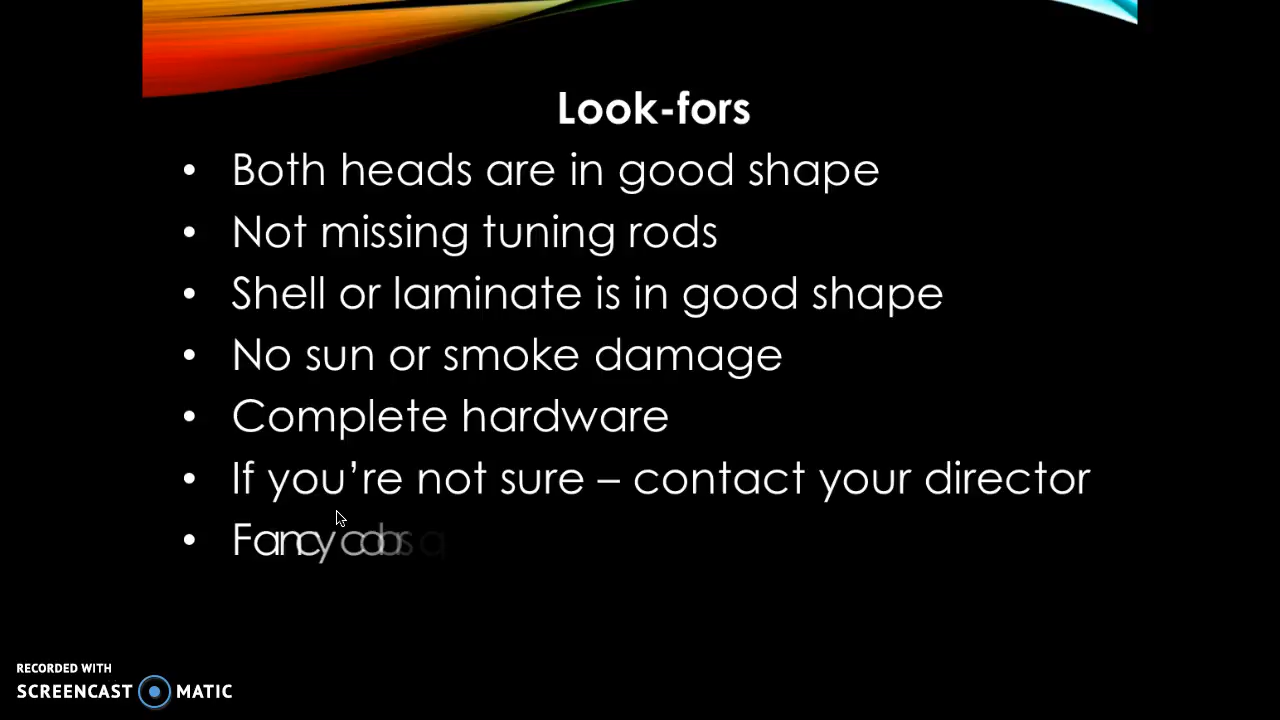 Look-fors
• Both heads are in good shape
• Not missing tuning rods
• Shell or laminate is in good shape
• No sun or smoke damage
• Complete hardware
• If you’re not sure – contact your director
• Fancy
RECORDED WITH
SCREENCAST MATIC